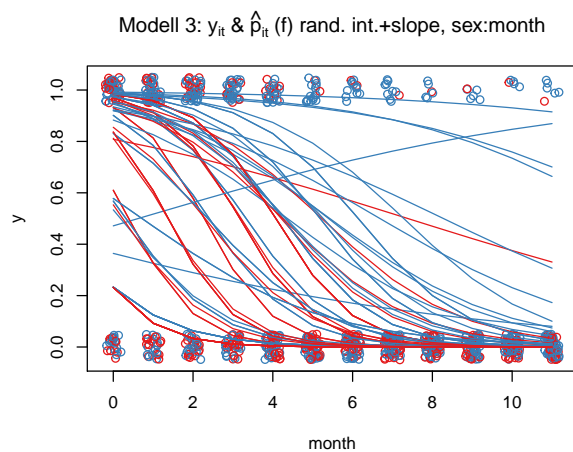 Modell 3: y_it & p̂_it (f) rand. int.+slope, sex:month
1.0
0.8
0.6
0.4
0.2
0.0
y
0 2 4 6 8 10
month